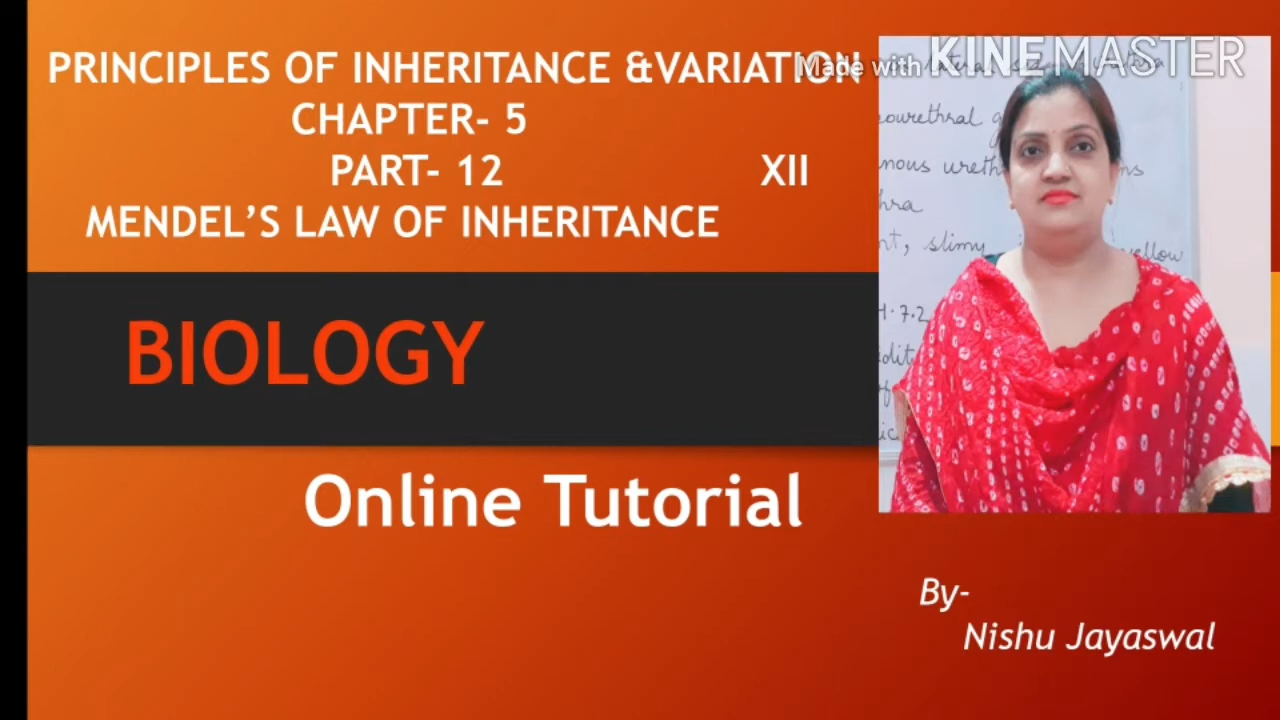 PRINCIPLES OF INHERITANCE &VARIATION
Made with KINEMASTER
CHAPTER- 5
PART- 12 XII
MENDEL’S LAW OF INHERITANCE
BIOLOGY
Online Tutorial
By-
Nishu Jayaswal
slimy